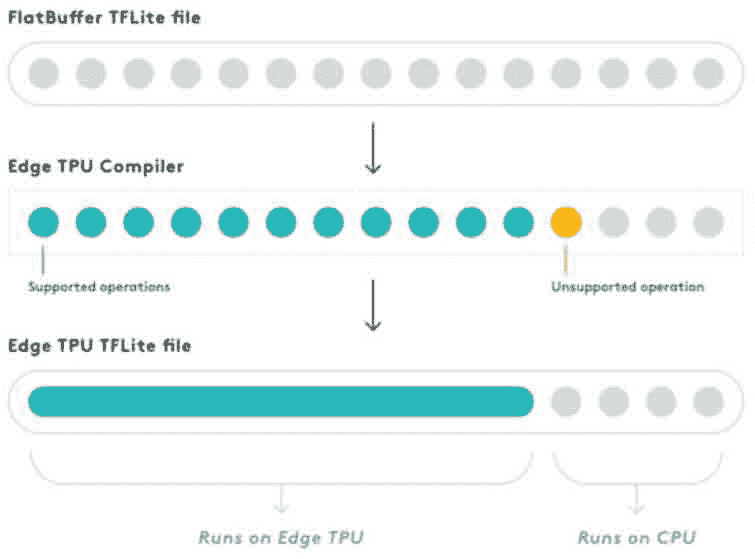 FlatBuffer TFLite file
Edge TPU Compiler
Supported operations
Unsupported operation
Edge TPU TFLite file
Runs on Edge TPU
Runs on CPU